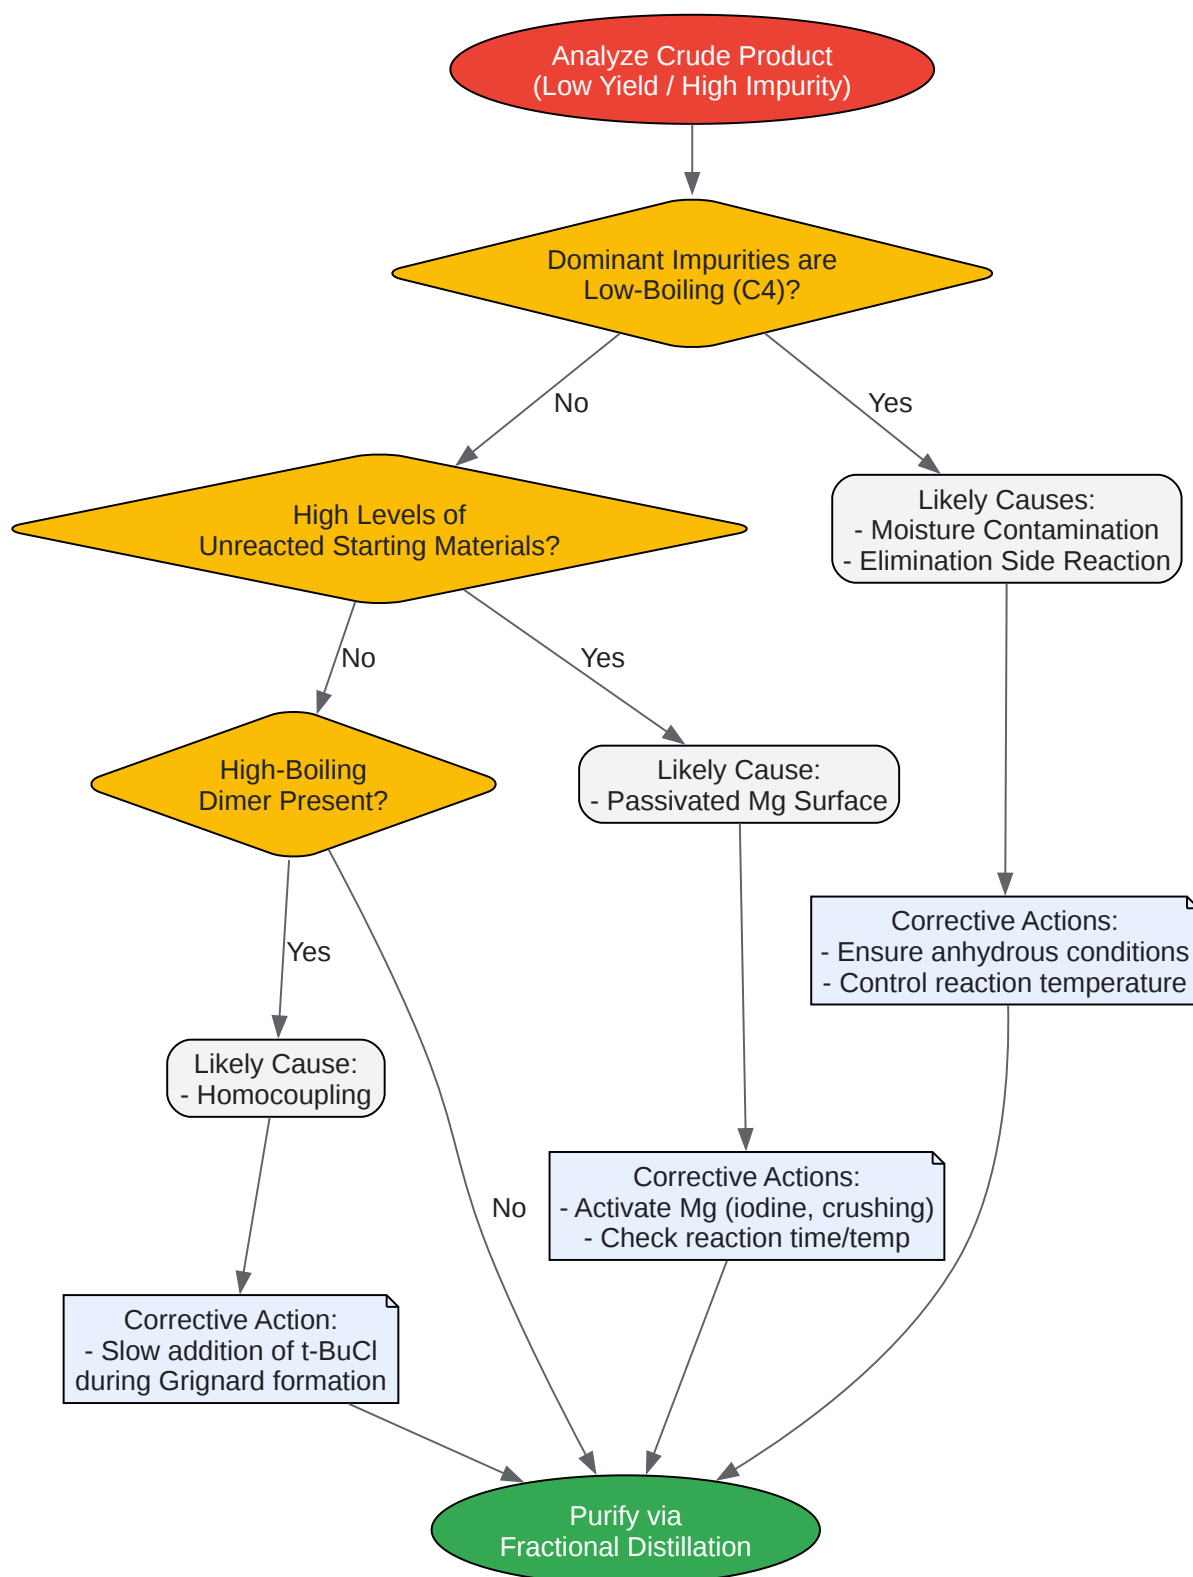 Analyze Crude Product
(Low Yield / High Impurity)
Dominant Impurities are
Low-Boiling (C4)?
No
Yes
High Levels of
Unreacted Starting Materials?
Likely Causes:
- Moisture Contamination
- Elimination Side Reaction
No
Yes
High-Boiling
Dimer Present?
Likely Cause:
- Passivated Mg Surface
Corrective Actions:
- Ensure anhydrous conditions
- Control reaction temperature
Yes
Likely Cause:
- Homocoupling
No
Corrective Actions:
- Activate Mg (iodine, crushing)
- Check reaction time/temp
Corrective Action:
- Slow addition of t-BuCl
during Grignard formation
Purify via
Fractional Distillation